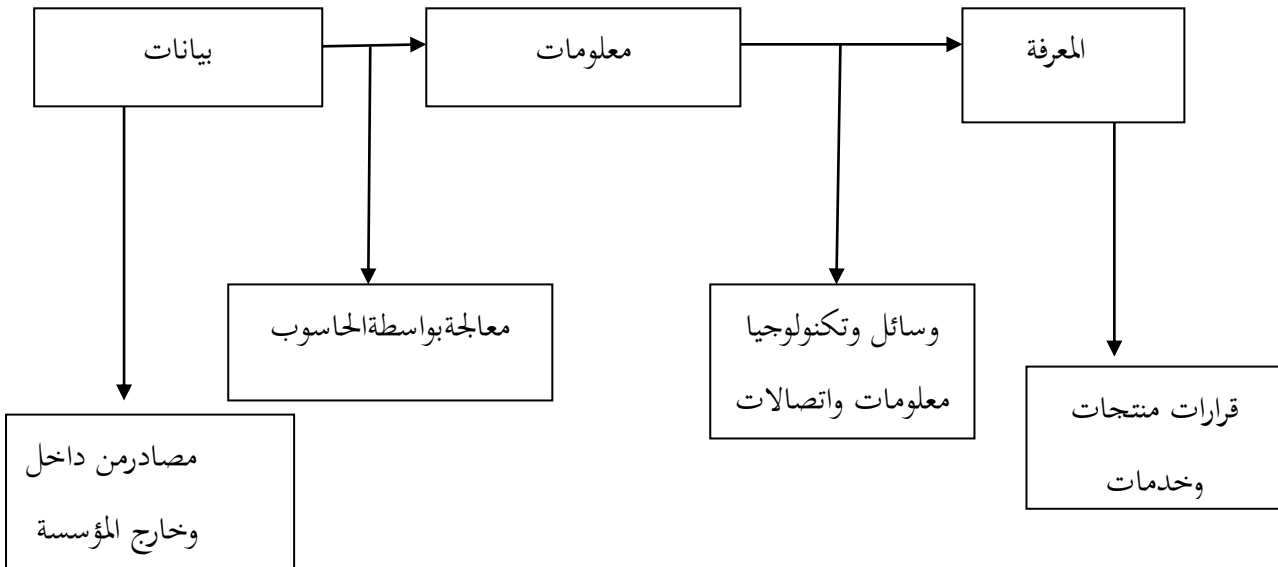 بيانات
معلومات
المعرفة
معالجةبواسطةالحاسوب
وسائل وتكنولوجيا
معلومات واتصالات
قرارات منتجات
وخدمات
مصادرمن داخل
وخارج المؤسسة